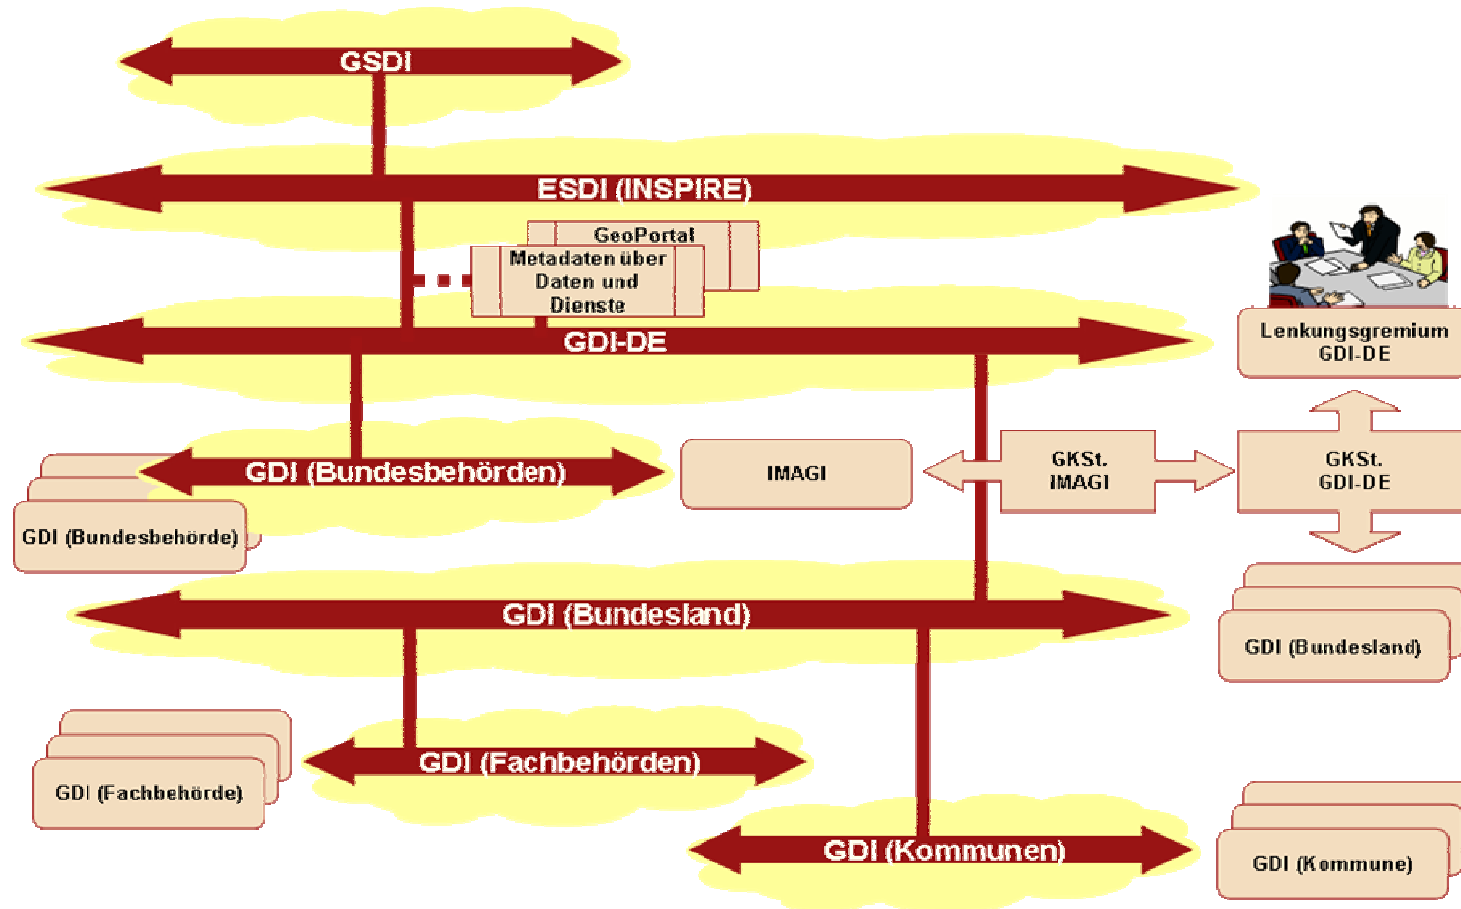 GSDI
ESDI (INSPIRE)
GeoPortal
Metadaten über
Daten und
Dienste
GDI-DE
Lenkungsgremium
GDI-DE
GDI (Bundesbehörden)
IMAGI
GKSt.
IMAGI
GKSt.
GDI-DE
GDI (Bundesbehörde)
GDI (Bundesland)
GDI (Bundesland)
GDI (Fachbehörden)
GDI (Fachbehörde)
GDI (Kommunen)
GDI (Kommune)